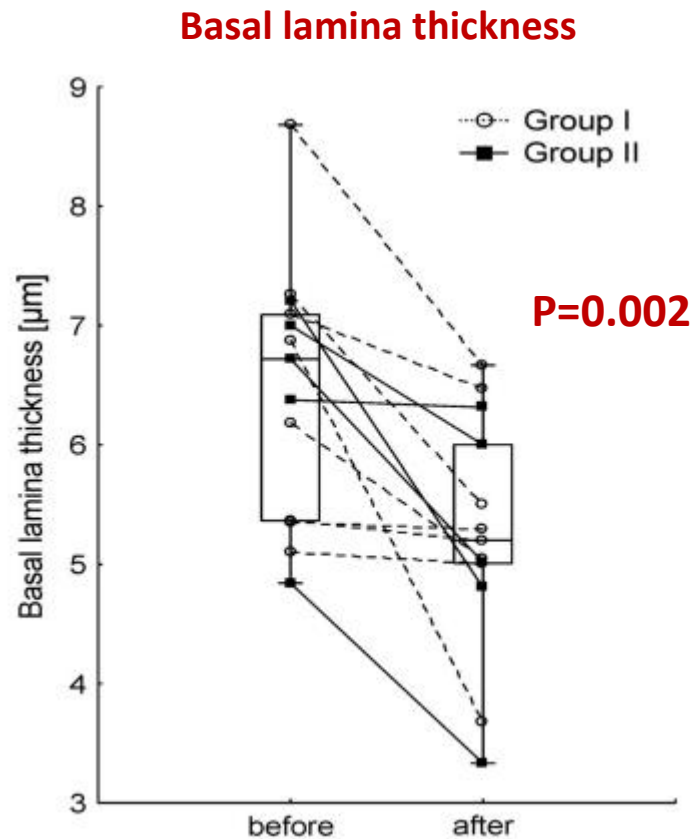 Basal lamina thickness
9
Group I
Group II
8
P=0.002
7
6
5
4
3
Basal lamina thickness [µm]
before after